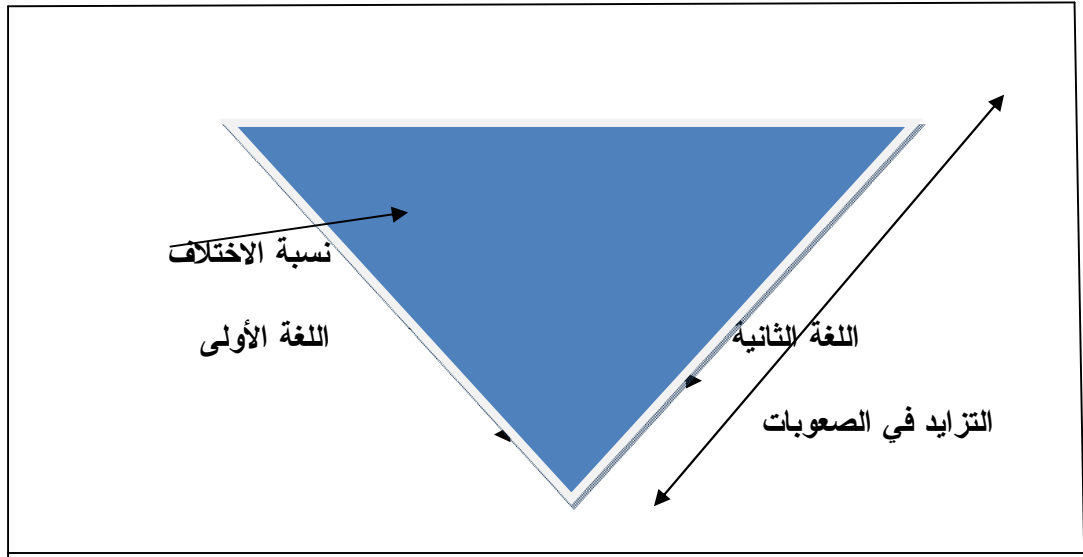 نسبة الاختلاف
اللغة الثانية
اللغة الأولى
التزايد في الصعوبات